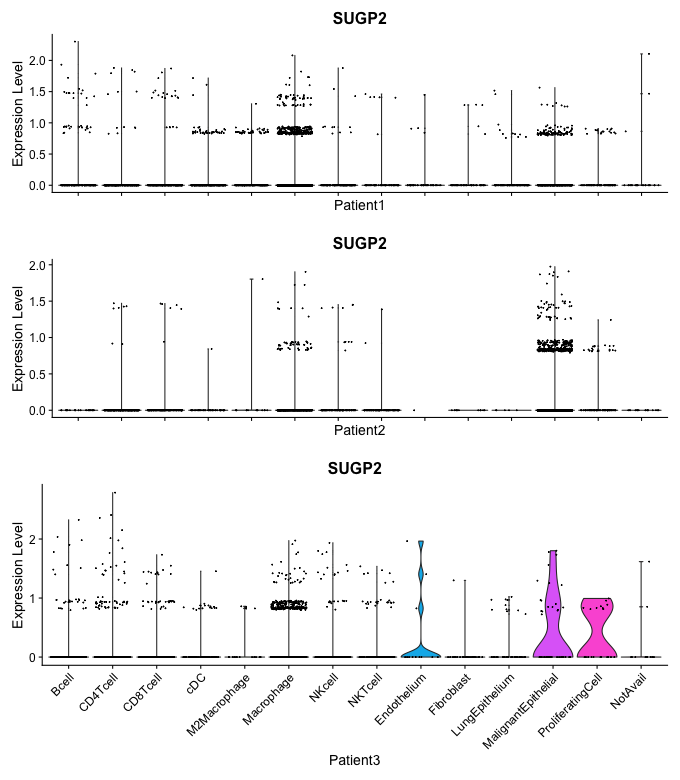 SUGP2
Expression Level
2.0
1.5
1.0
0.5
0.0
Patient1
SUGP2
Expression Level
2.0
1.5
1.0
0.5
0.0
Patient2
SUGP2
Expression Level
2
1
0
Bcell
CD4Tcell
CD8Tcell
cDC
M2Macrophage
Macrophage
NKcell
NKTcell
Endothelium
Fibroblast
LungEpithelium
MalignantEpithelial
ProliferatingCell
NotAvail
Patient3